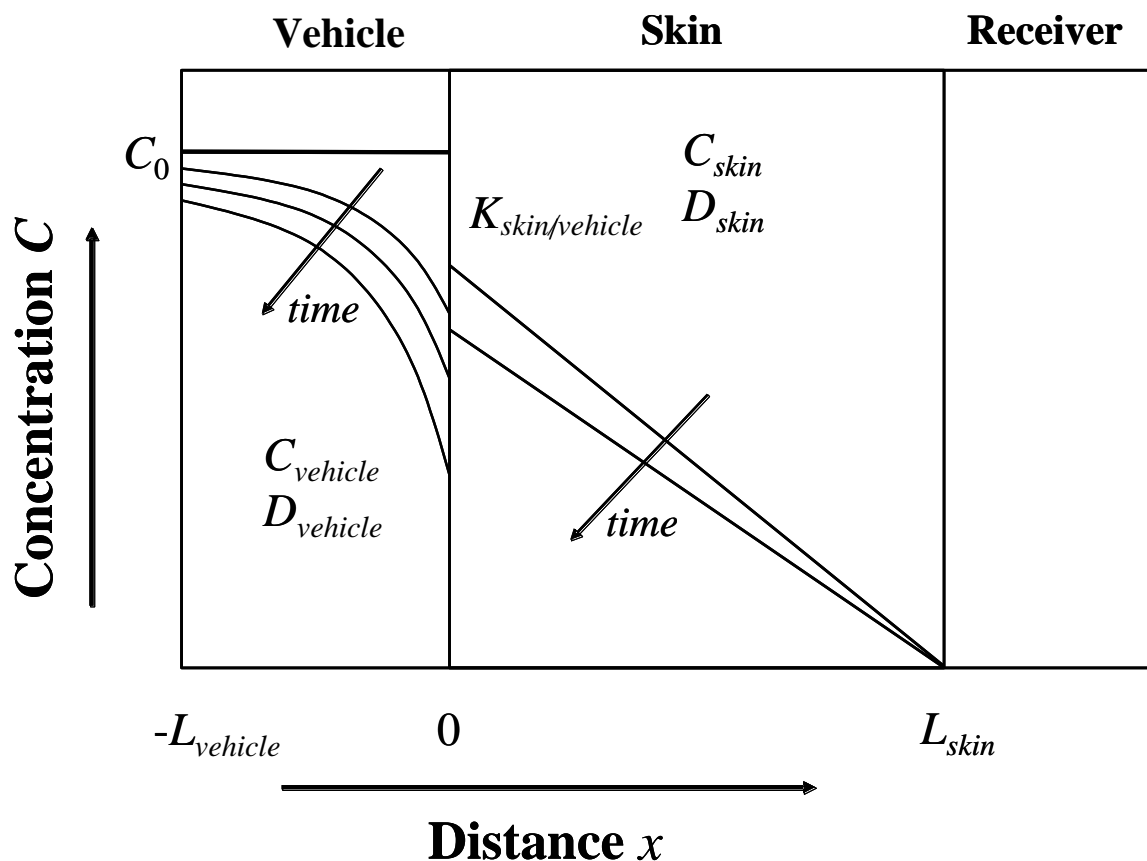 Vehicle Skin Receiver
C0
Cskin
Dskin
Kskin/vehicle
time
Cvehicle
Dvehicle
time
Concentration C
-Lvehicle 0 Lskin
Distance x